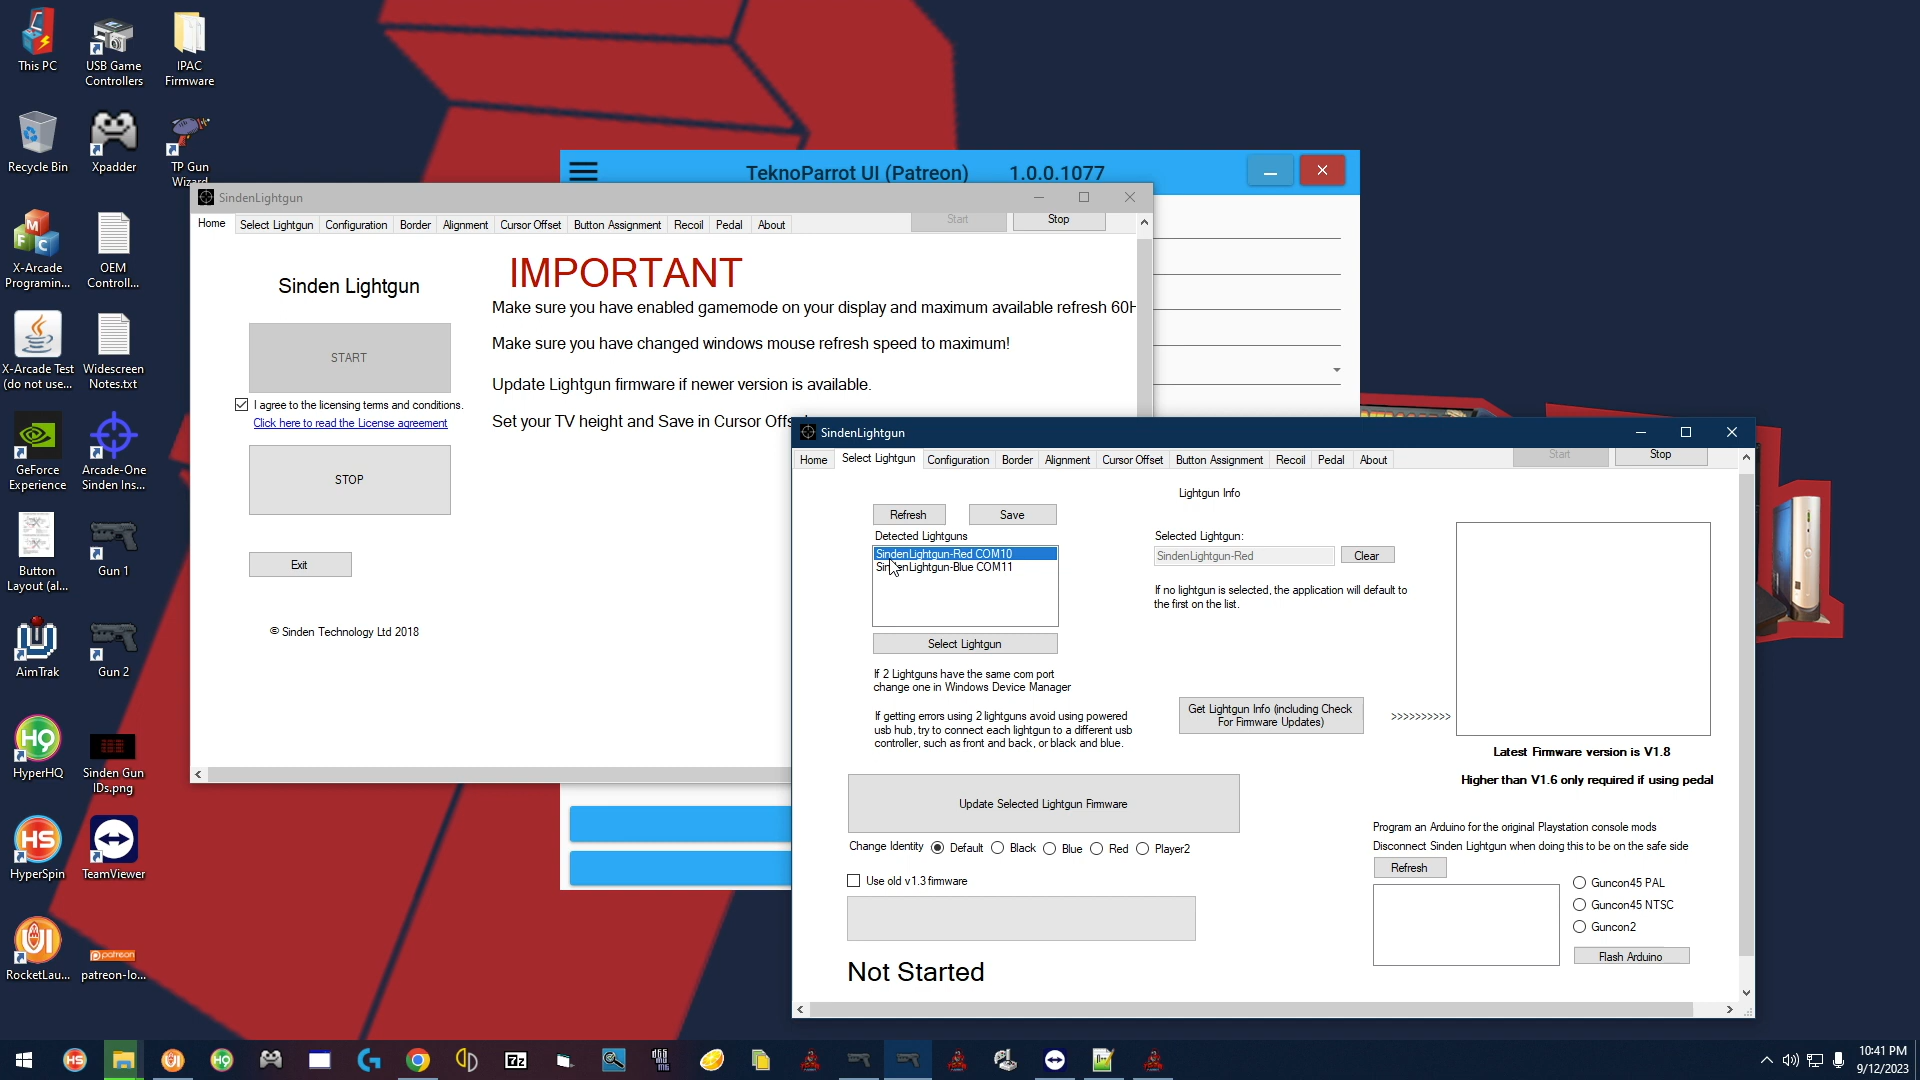 This PC
USB Game
Controllers
IPAC
Firmware
Recycle Bin
Xpadder
TP Gun
Wizard
X-Arcade
Programin...
OEM
Controll...
X-Arcade Test
(do not use...
Widescreen
Notes.txt
GeForce
Experience
Arcade-One
Sinden Ins...
Button
Layout (al...
Gun 1
AimTrak
Gun 2
HyperHQ
Sinden Gun
IDs.png
HyperSpin
TeamViewer
RocketLau...
patreon
patreon-lo...
TeknoParrot UI (Patreon) 1.0.0.1077
SindenLightgun
Home Select Lightgun Configuration Border Alignment Cursor Offset Button Assignment Recoil Pedal About
Start Stop
Sinden Lightgun
START
I agree to the licensing terms and conditions.
Click here to read the License agreement
STOP
Exit
© Sinden Technology Ltd 2018
IMPORTANT
Make sure you have enabled gamemode on your display and maximum available refresh 60H
Make sure you have changed windows mouse refresh speed to maximum!
Update Lightgun firmware if newer version is available.
Set your TV height and Save in Cursor Offs
SindenLightgun
Home Select Lightgun Configuration Border Alignment Cursor Offset Button Assignment Recoil Pedal About
Start Stop
Refresh Save
Detected Lightguns
SindenLightgun-Red COM10
SindenLightgun-Blue COM11
Select Lightgun
If 2 Lightguns have the same com port
change one in Windows Device Manager
If getting errors using 2 lightguns avoid using powered
usb hub, try to connect each lightgun to a different usb
controller, such as front and back, or black and blue.
Lightgun Info
Selected Lightgun:
SindenLightgun-Red Clear
If no lightgun is selected, the application will default to
the first on the list.
Get Lightgun Info (including Check
For Firmware Updates)
>>>>>>>>>>
Latest Firmware version is V1.8
Higher than V1.6 only required if using pedal
Update Selected Lightgun Firmware
Change Identity Default Black Blue Red Player2
Use old v1.3 firmware
Not Started
Program an Arduino for the original Playstation console mods
Disconnect Sinden Lightgun when doing this to be on the safe side
Refresh
Guncon45 PAL
Guncon45 NTSC
Guncon2
Flash Arduino
10:41 PM
9/12/2023